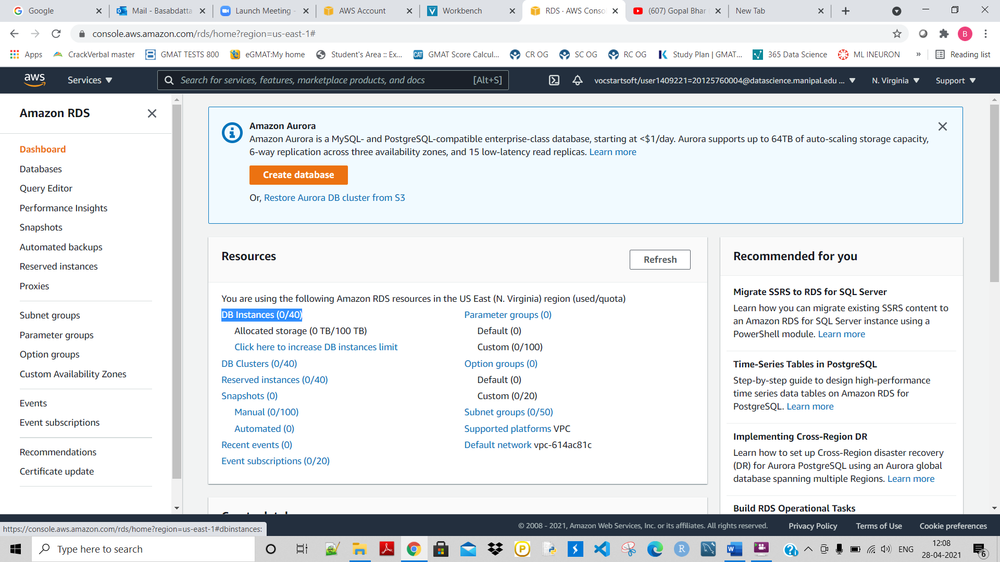 Google
Mail - Basabdatta
Launch Meeting -
AWS Account
Workbench
RDS · AWS Conso
(607) Gopal Bhar
New Tab
console.aws.amazon.com/rds/home?region=us-east-1#
B
Apps
CrackVerbal master
GMAT TESTS 800
eGMAT:My home
Student's Area :: Ex...
CAT
GMAT Score Calcul...
CR OG
SC OG
RC OG
Study Plan | GMAT...
365 Data Science
ML INEURON
»
Reading list
aws
Services
Search for services, features, marketplace products, and docs
[Alt+S]
vocstartsoft/user1409221=20125760004@datascience.manipal.edu ...
N. Virginia
Support
Amazon RDS
Dashboard
Databases
Query Editor
Performance Insights
Snapshots
Automated backups
Reserved instances
Proxies
Subnet groups
Parameter groups
Option groups
Custom Availability Zones
Events
Event subscriptions
Recommendations
Certificate update
Amazon Aurora
Amazon Aurora is a MySQL- and PostgreSQL-compatible enterprise-class database, starting at <$1/day. Aurora supports up to 64TB of auto-scaling storage capacity,
6-way replication across three availability zones, and 15 low-latency read replicas. Learn more
Create database
Or, Restore Aurora DB cluster from S3
Resources
Refresh
You are using the following Amazon RDS resources in the US East (N. Virginia) region (used/quota)
DB Instances (0/40)
Allocated storage (0 TB/100 TB)
Click here to increase DB instances limit
DB Clusters (0/40)
Reserved instances (0/40)
Snapshots (0)
Manual (0/100)
Automated (0)
Recent events (0)
Event subscriptions (0/20)
Parameter groups (0)
Default (0)
Custom (0/100)
Option groups (0)
Default (0)
Custom (0/20)
Subnet groups (0/50)
Supported platforms VPC
Default network vpc-614ac81c
Recommended for you
Migrate SSRS to RDS for SQL Server
Learn how you can migrate existing SSRS content to
an Amazon RDS for SQL Server instance using a
PowerShell module. Learn more
Time-Series Tables in PostgreSQL
Step-by-step guide to design high-performance
time series data tables on Amazon RDS for
PostgreSQL. Learn more
Implementing Cross-Region DR
Learn how to set up Cross-Region disaster recovery
(DR) for Aurora PostgreSQL using an Aurora global
database spanning multiple Regions. Learn more
Build RDS Operational Tasks
https://console.aws.amazon.com/rds/home?region=us-east-1#dbinstances:
© 2008 - 2021, Amazon Web Services, Inc. or its affiliates. All rights reserved.
Privacy Policy
Terms of Use
Cookie preferences
Type here to search
ENG
12:08
28-04-2021
6